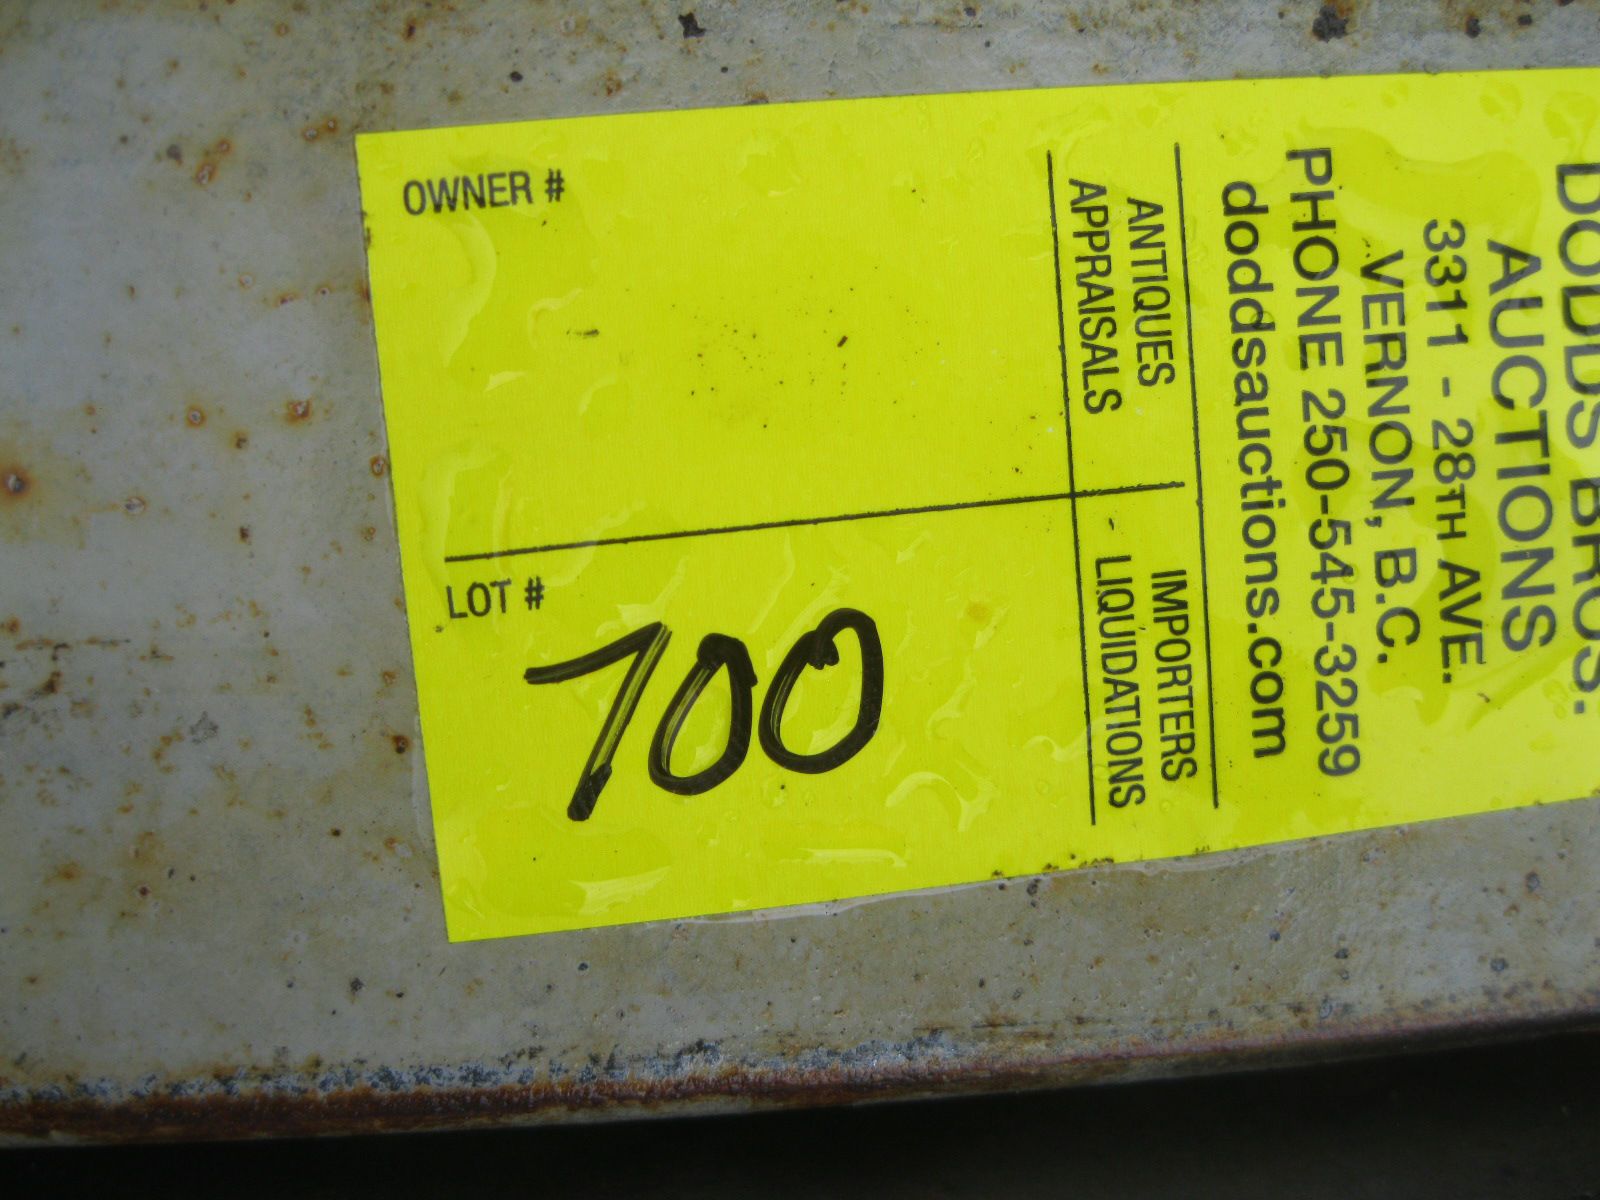 DODDS BROS.
AUCTIONS
3311 - 28TH AVE.
VERNON, B.C.
PHONE 250-545-3259
doddsauctions.com
ANTIQUES IMPORTERS
APPRAISALS - LIQUIDATIONS
OWNER #
LOT #
700